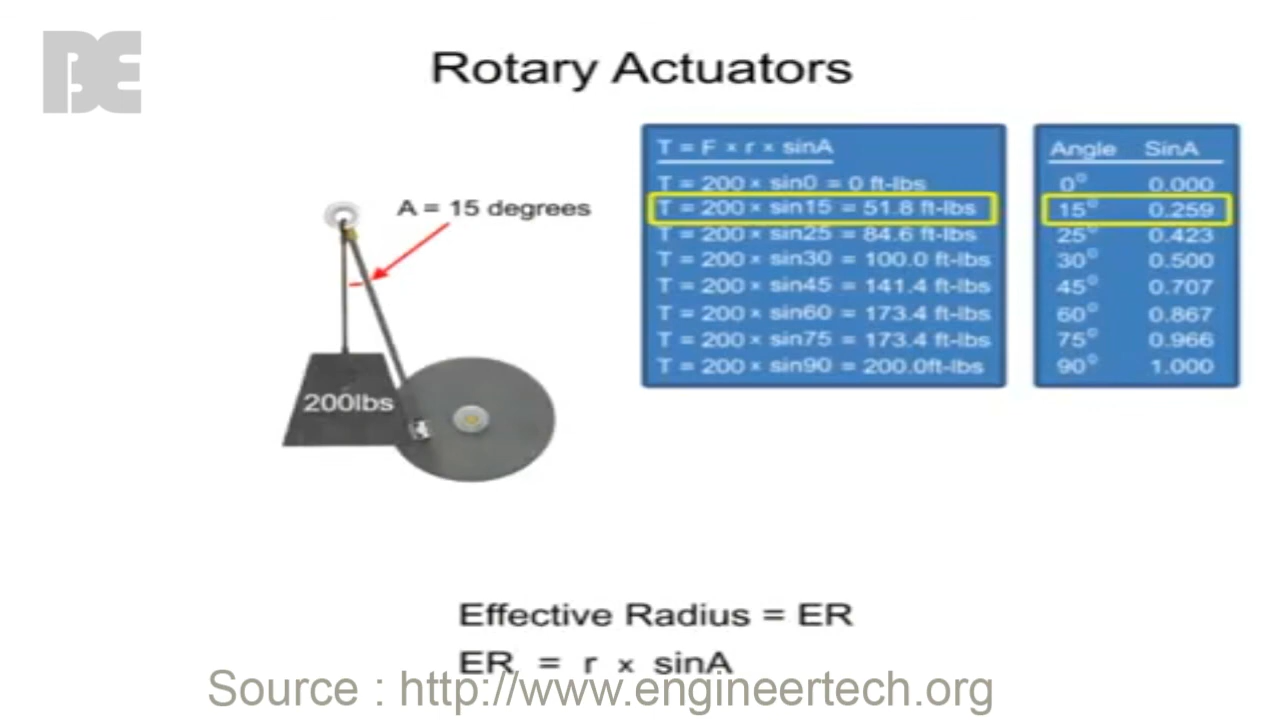 BE
Rotary Actuators
T = F × r × sinA
T = 200 × sin0 = 0 ft-lbs
T = 200 × sin15 = 51.8 ft-lbs
T = 200 × sin25 = 84.6 ft-lbs
T = 200 × sin30 = 100.0 ft-lbs
T = 200 × sin45 = 141.4 ft-lbs
T = 200 × sin60 = 173.4 ft-lbs
T = 200 × sin75 = 173.4 ft-lbs
T = 200 × sin90 = 200.0ft-lbs
Angle SinA
0° 0.000
15° 0.259
25° 0.423
30° 0.500
45° 0.707
60° 0.867
75° 0.966
90° 1.000
A = 15 degrees
200lbs
Effective Radius = ER
ER = r × sinA
Source : http://www.engineertech.org